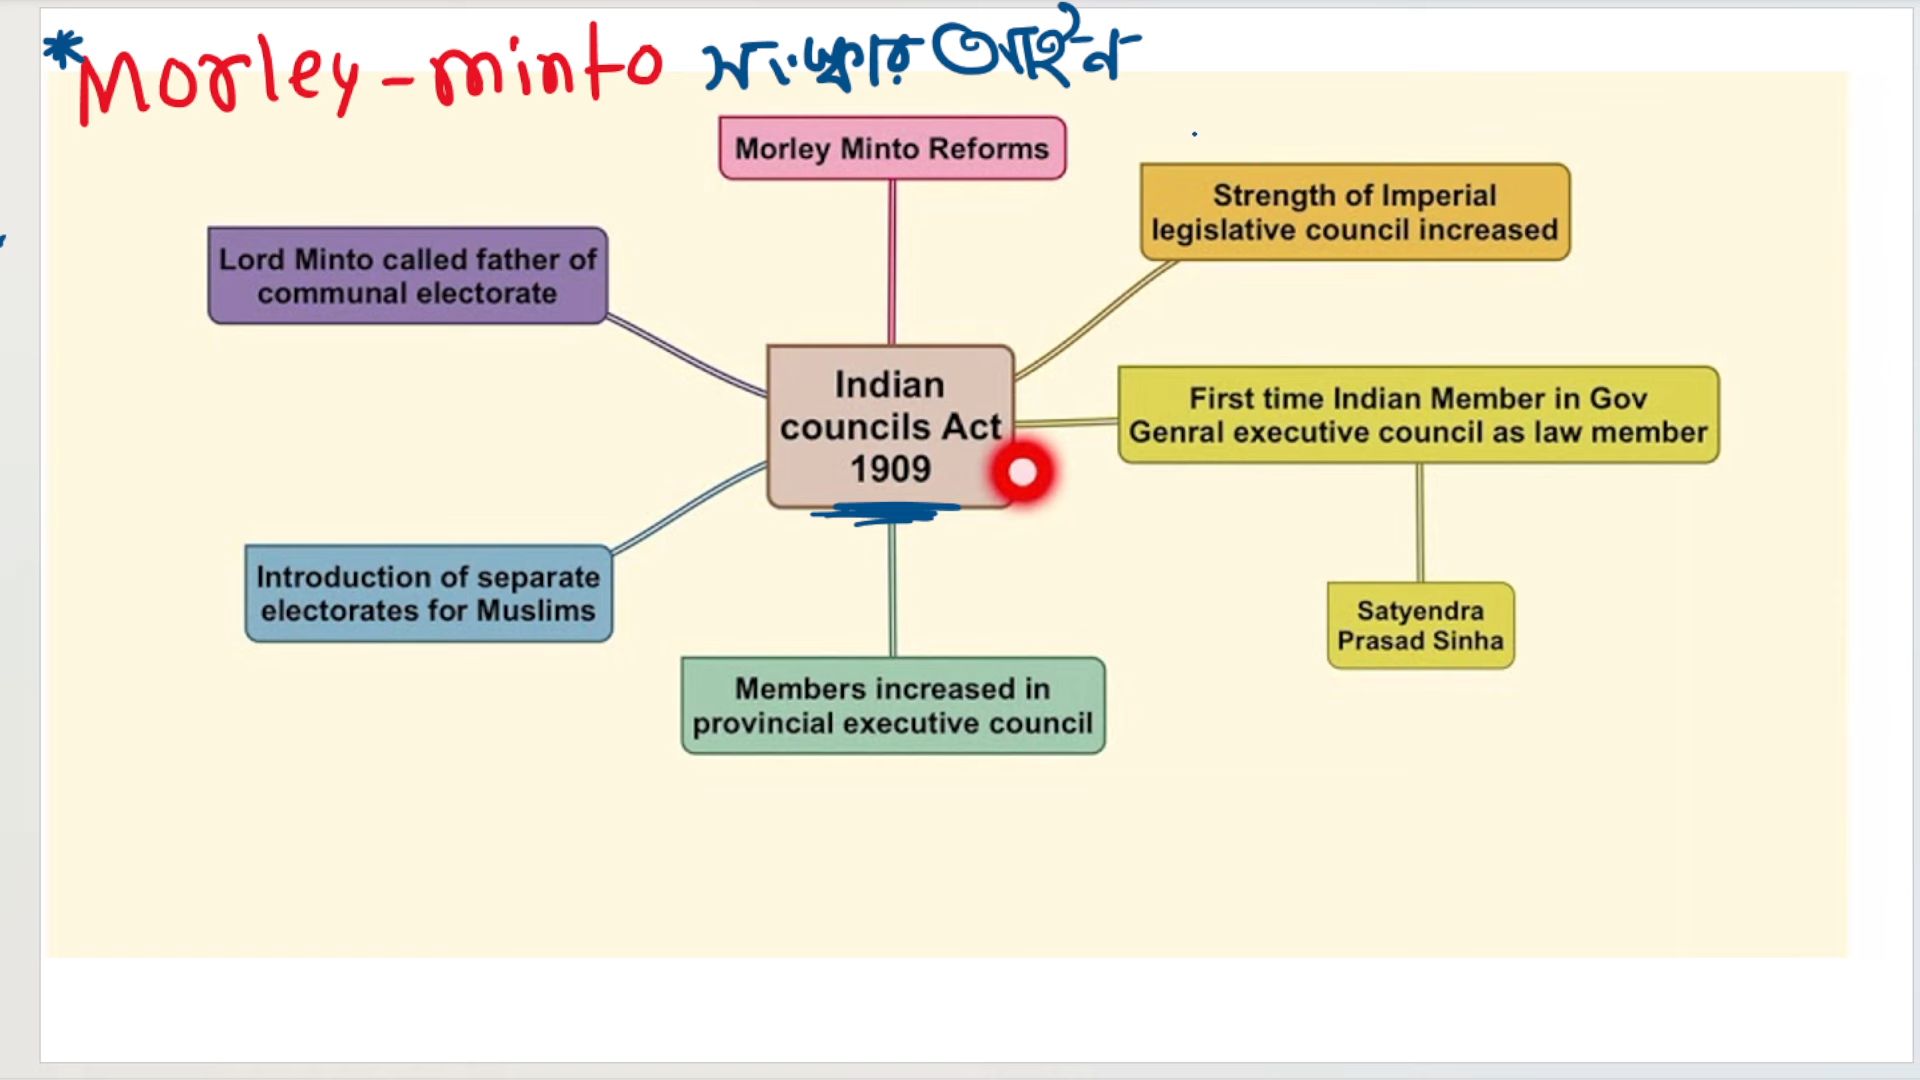 *Morley-minto সংস্কার আইন
Morley Minto Reforms
Strength of Imperial
legislative council increased
Lord Minto called father of
communal electorate
Indian
councils Act
1909
First time Indian Member in Gov
Genral executive council as law member
Introduction of separate
electorates for Muslims
Satyendra
Prasad Sinha
Members increased in
provincial executive council